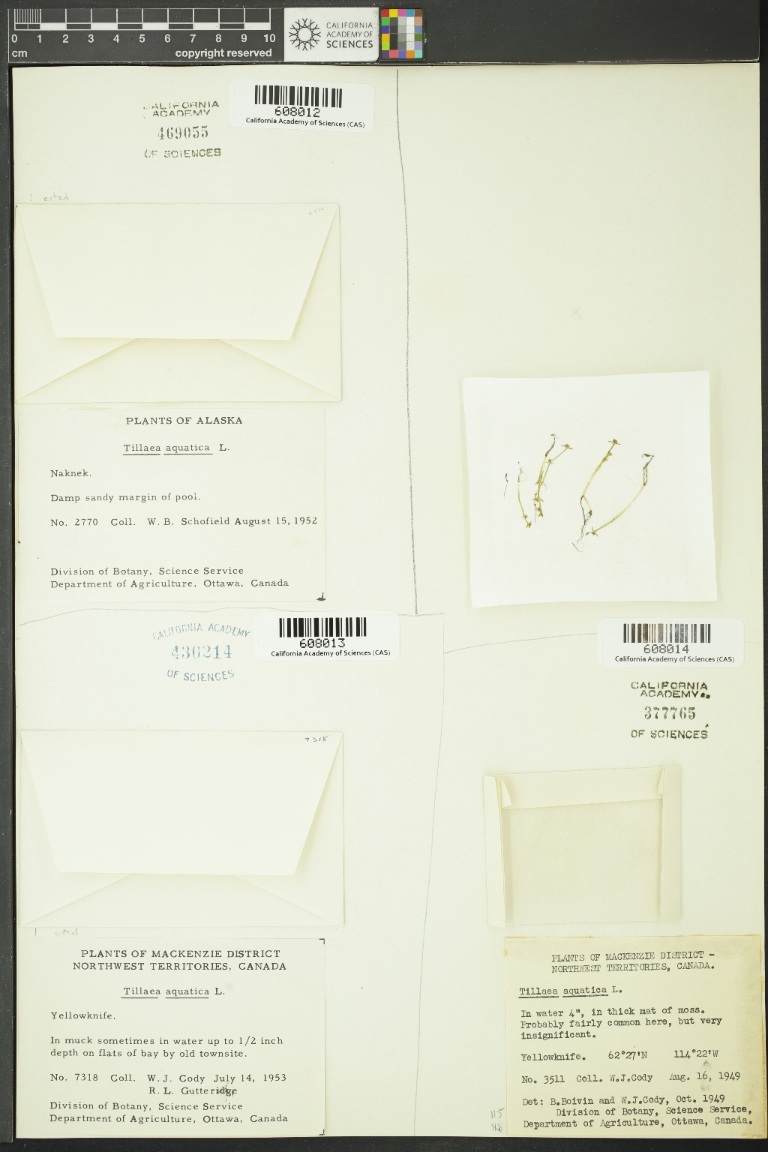 0 1 2 3 4 5 6 7 8 9 10
cm
copyright reserved
CALIFORNIA
ACADEMY OF
SCIENCES
CALIFORNIA
ACADEMY
469055
OF SCIENCES
608012
California Academy of Sciences (CAS)
PLANTS OF ALASKA
Tillaea aquatica L.
Naknek.
Damp sandy margin of pool.
No. 2770 Coll. W. B. Schofield August 15, 1952
Division of Botany, Science Service
Department of Agriculture, Ottawa, Canada
CALIFORNIA ACADEMY
430214
OF SCIENCES
608013
California Academy of Sciences (CAS)
7318
PLANTS OF MACKENZIE DISTRICT
NORTHWEST TERRITORIES, CANADA
Tillaea aquatica L.
Yellowknife.
In muck sometimes in water up to 1/2 inch
depth on flats of bay by old townsite.
No. 7318 Coll. W. J. Cody July 14, 1953
R. L. Gutteridge
Division of Botany, Science Service
Department of Agriculture, Ottawa, Canada
608014
California Academy of Sciences (CAS)
CALIFORNIA
ACADEMY
377765
OF SCIENCES
PLANTS OF MACKENZIE DISTRICT -
NORTHWEST TERRITORIES, CANADA.
Tillaea aquatica L.
In water 4", in thick mat of moss.
Probably fairly common here, but very
insignificant.
Yellowknife. 62°27'N 114°22'W
No. 3511 Coll. W.J.Cody Aug. 16, 1949
Det: B.Boivin and W.J.Cody, Oct. 1949
Division of Botany, Science Service,
Department of Agriculture, Ottawa, Canada.